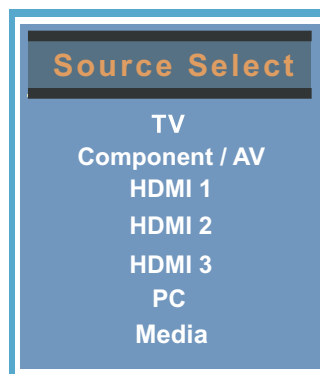 Source Select
TV
Component / AV
HDMI 1
HDMI 2
HDMI 3
PC
Media